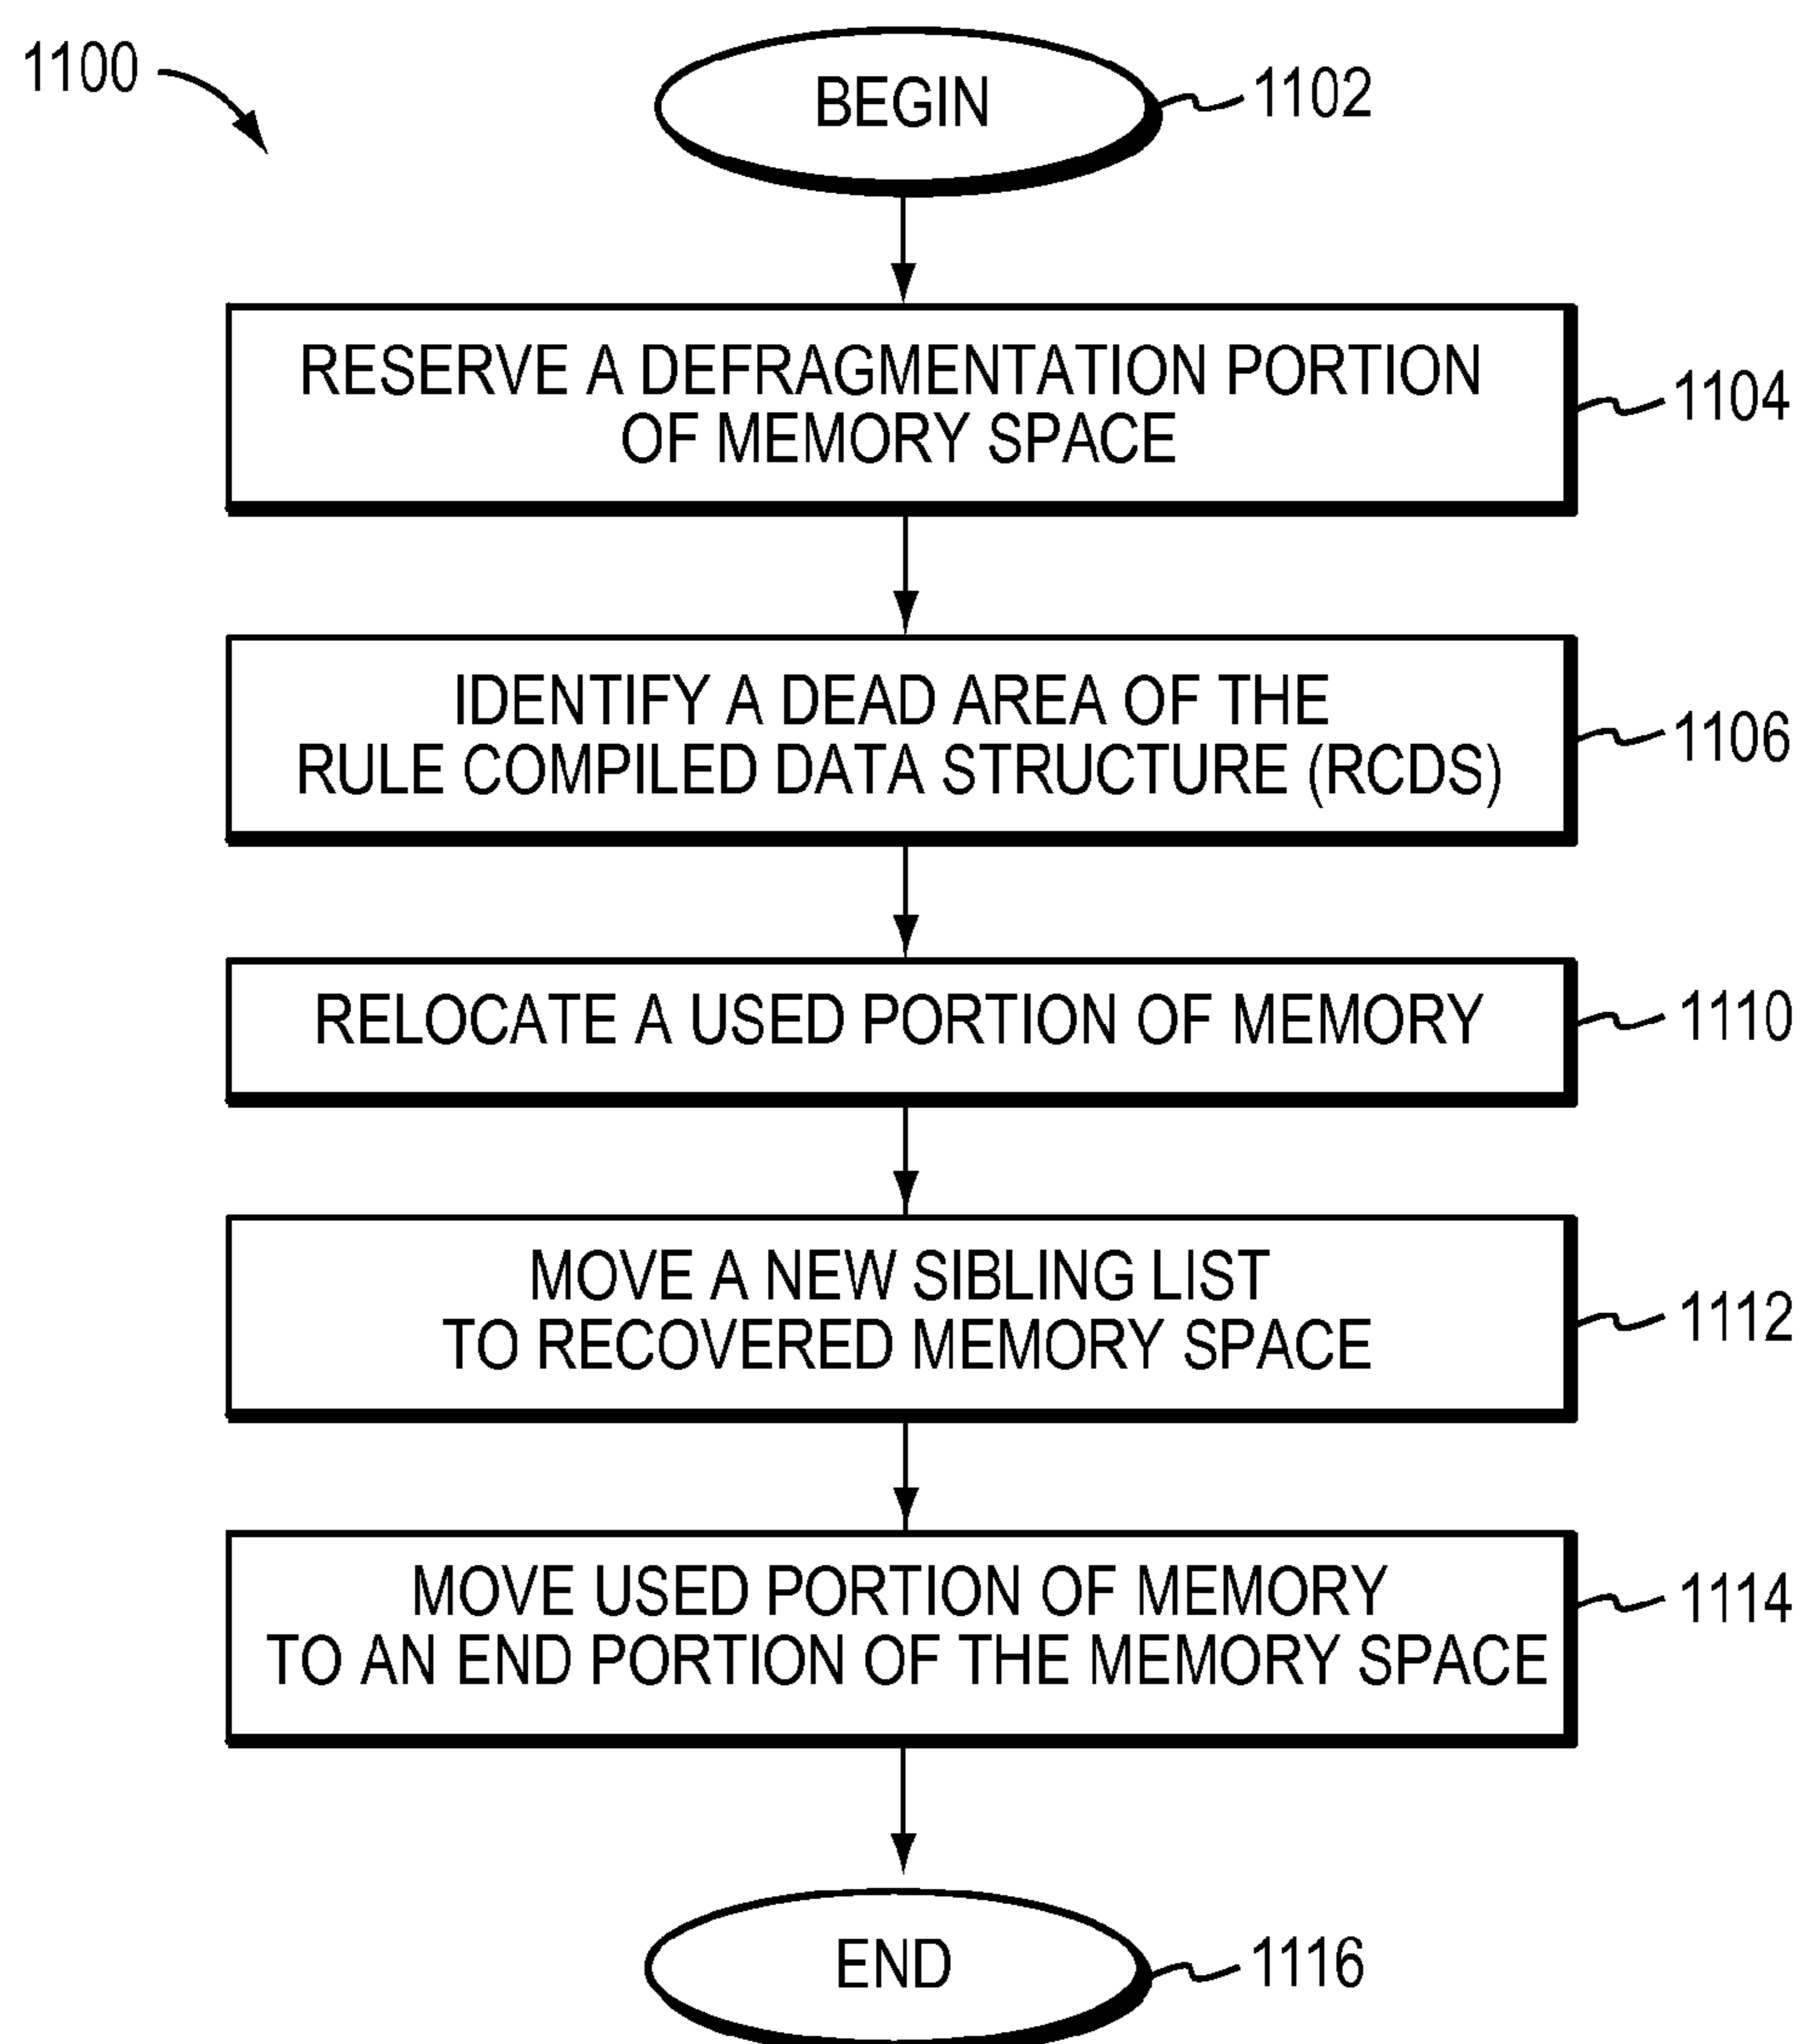 1100
BEGIN
1102
RESERVE A DEFRAGMENTATION PORTION
OF MEMORY SPACE
1104
IDENTIFY A DEAD AREA OF THE
RULE COMPILED DATA STRUCTURE (RCDS)
1106
RELOCATE A USED PORTION OF MEMORY
1110
MOVE A NEW SIBLING LIST
TO RECOVERED MEMORY SPACE
1112
MOVE USED PORTION OF MEMORY
TO AN END PORTION OF THE MEMORY SPACE
1114
END
1116